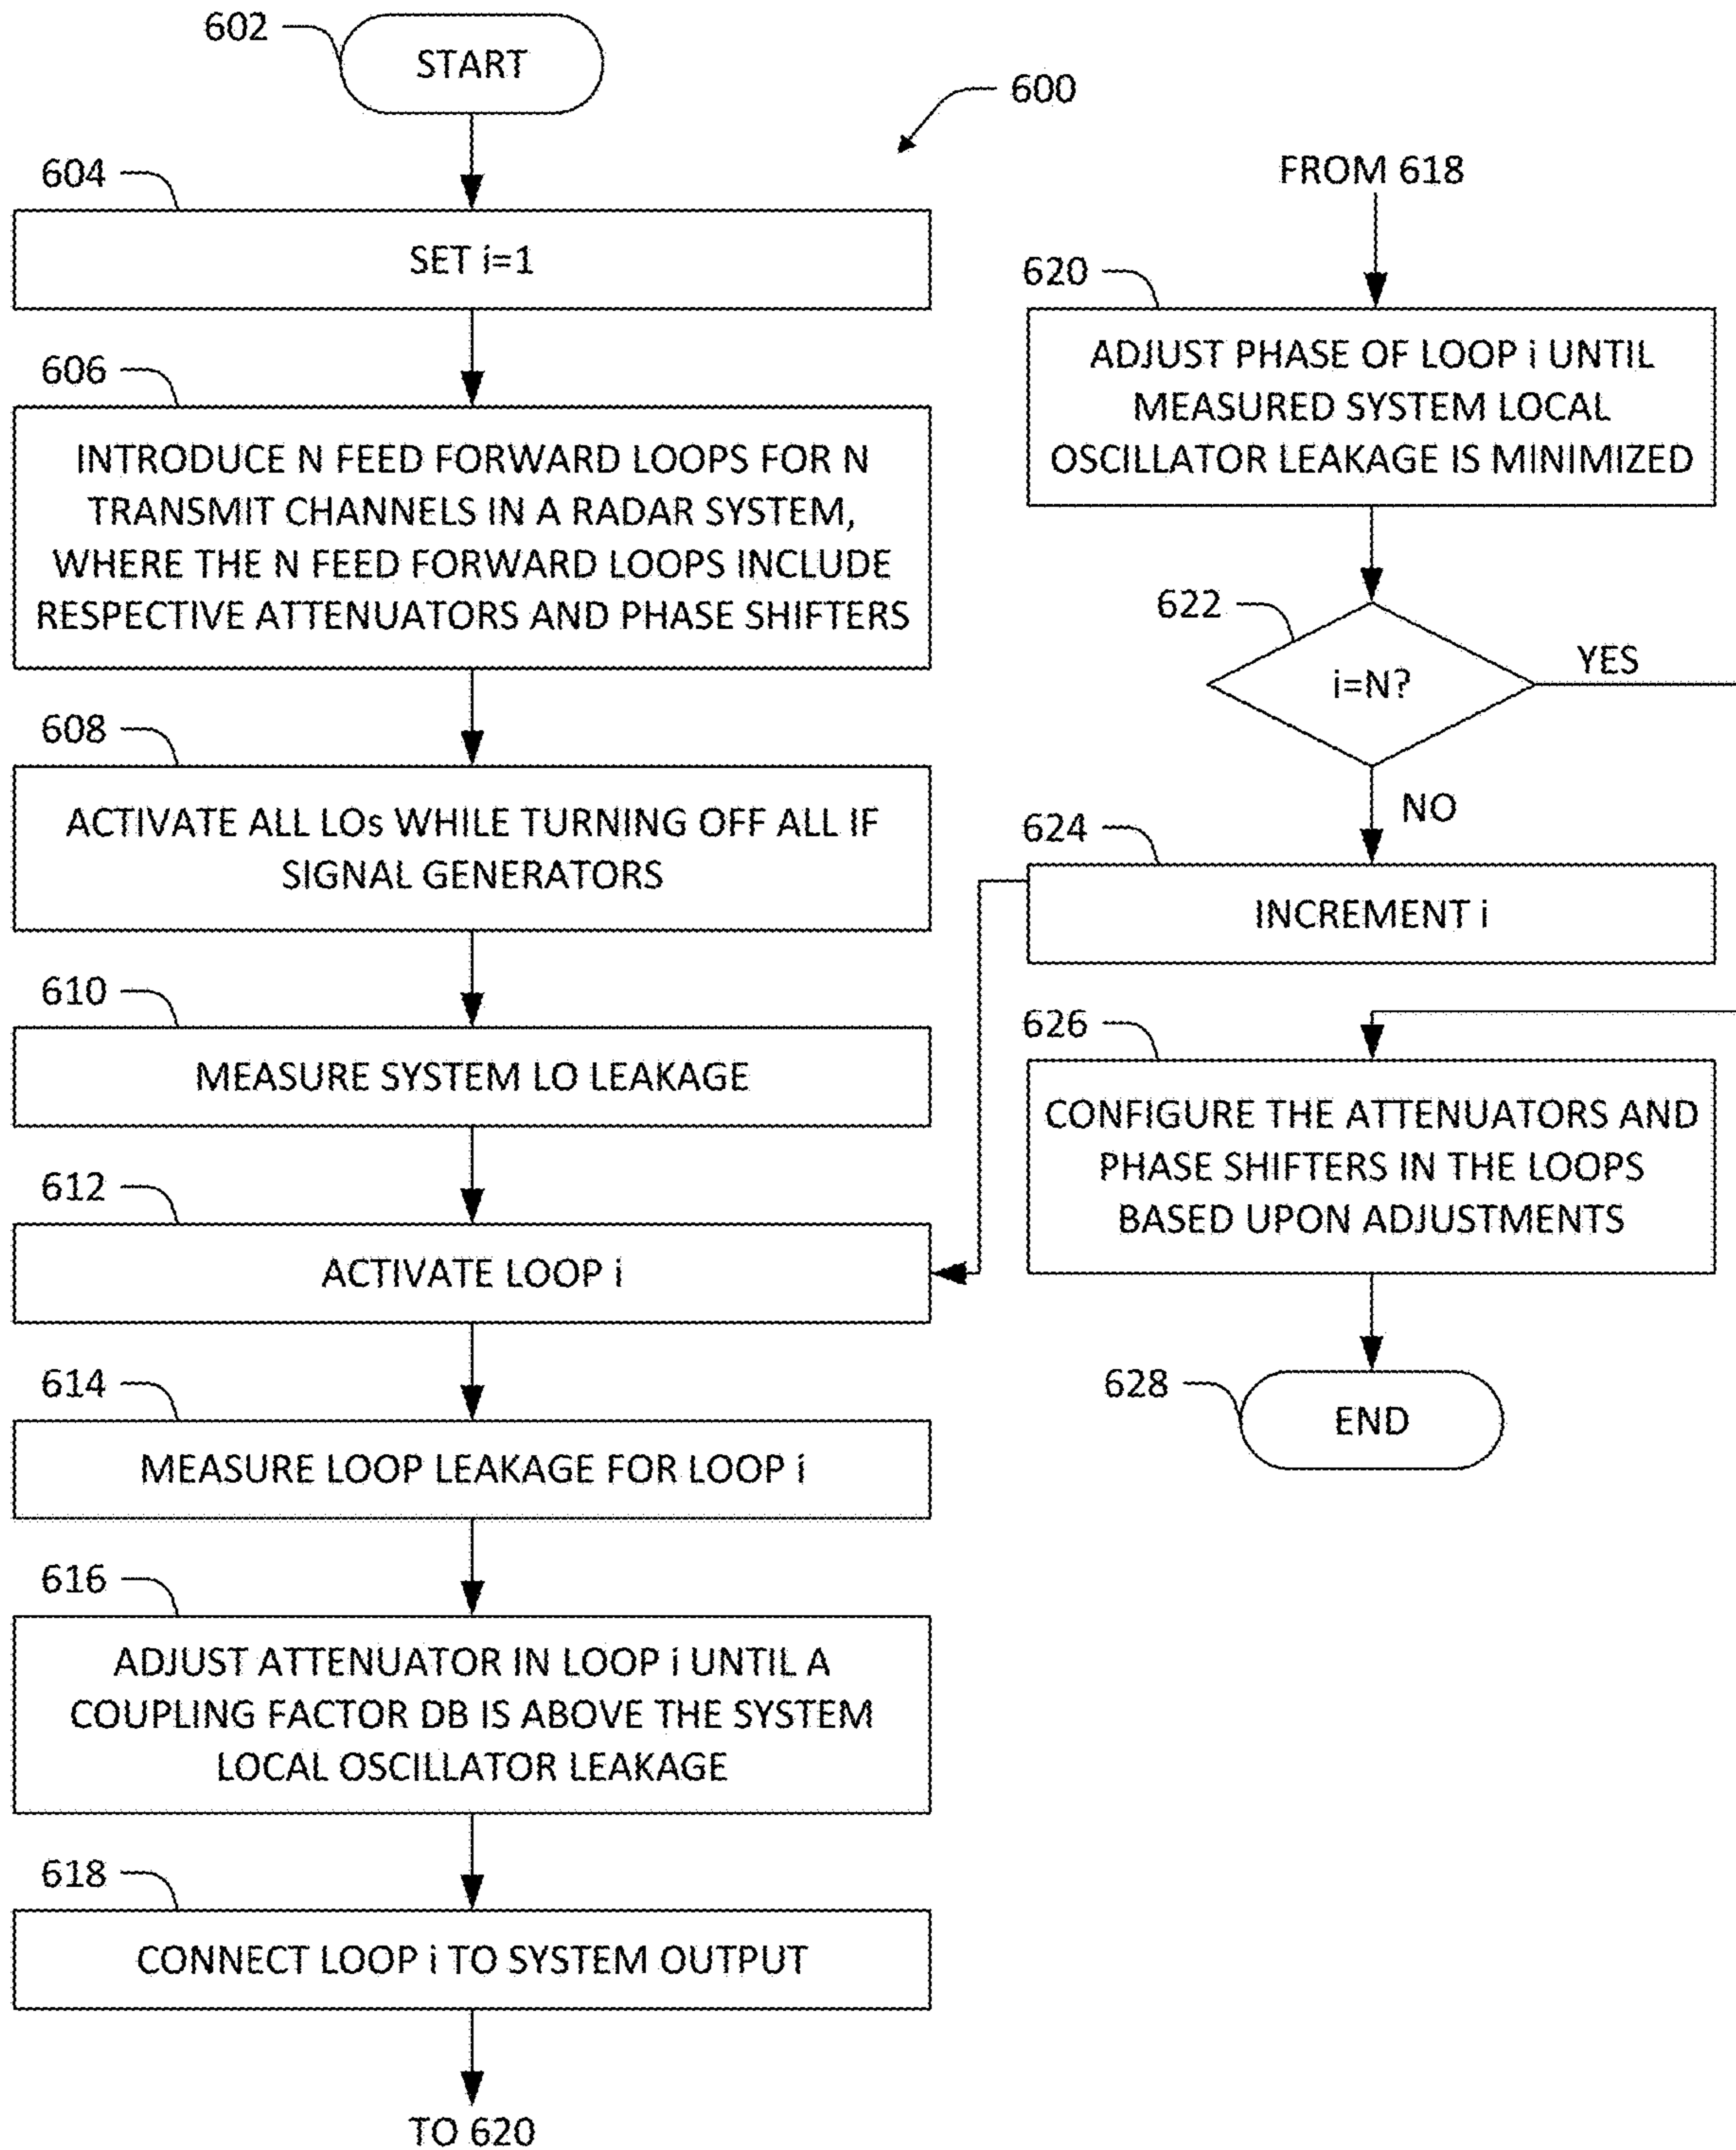 602
START
600
604
SET i=1
606
INTRODUCE N FEED FORWARD LOOPS FOR N
TRANSMIT CHANNELS IN A RADAR SYSTEM,
WHERE THE N FEED FORWARD LOOPS INCLUDE
RESPECTIVE ATTENUATORS AND PHASE SHIFTERS
608
ACTIVATE ALL LOs WHILE TURNING OFF ALL IF
SIGNAL GENERATORS
610
MEASURE SYSTEM LO LEAKAGE
612
ACTIVATE LOOP i
614
MEASURE LOOP LEAKAGE FOR LOOP i
616
ADJUST ATTENUATOR IN LOOP i UNTIL A
COUPLING FACTOR DB IS ABOVE THE SYSTEM
LOCAL OSCILLATOR LEAKAGE
618
CONNECT LOOP i TO SYSTEM OUTPUT
TO 620
FROM 618
620
ADJUST PHASE OF LOOP i UNTIL
MEASURED SYSTEM LOCAL
OSCILLATOR LEAKAGE IS MINIMIZED
622
i=N?
YES
NO
624
INCREMENT i
626
CONFIGURE THE ATTENUATORS AND
PHASE SHIFTERS IN THE LOOPS
BASED UPON ADJUSTMENTS
628
END